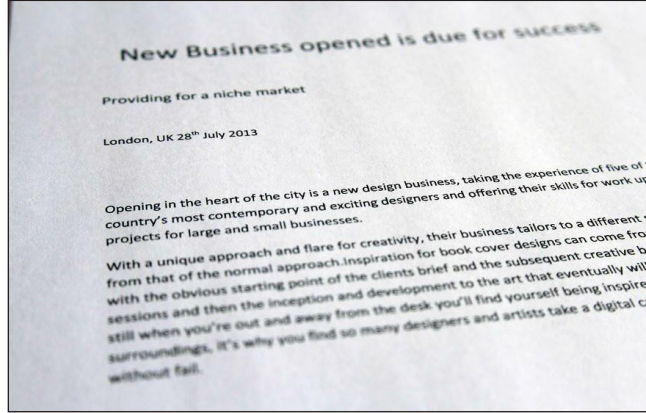 New Business opened is due for success
Providing for a niche market
London, UK 28th July 2013
Opening in the heart of the city is a new design business, taking the experience of five of
country's most contemporary and exciting designers and offering their skills for work up
projects for large and small businesses.
With a unique approach and flare for creativity, their business tailors to a different
from that of the normal approach.Inspiration for book cover designs can come fro
with the obvious starting point of the clients brief and the subsequent creative b
sessions and then the inception and development to the art that eventually wil
still when you're out and away from the desk you'll find yourself being inspire
surroundings, it's why you find so many designers and artists take a digital c
without fail.